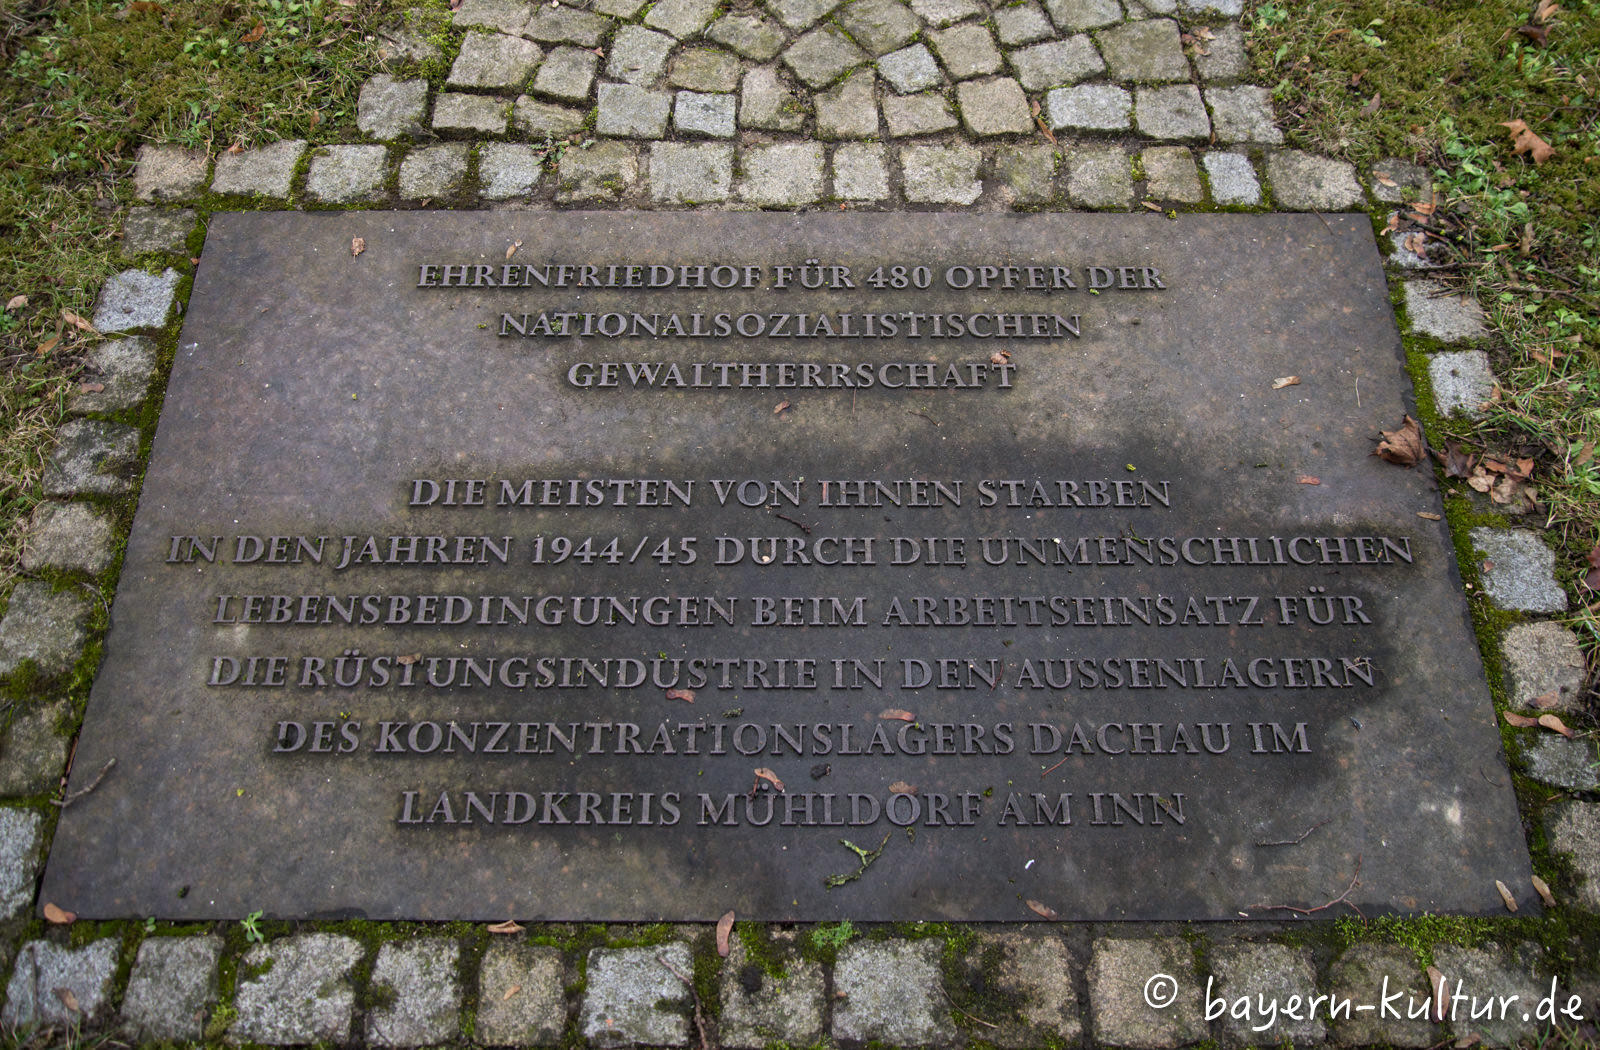 EHRENFRIEDHOF FÜR 480 OPFER DER
NATIONALSOZIALISTISCHEN
GEWALTHERRSCHAFT
DIE MEISTEN VON IHNEN STARBEN
IN DEN JAHREN 1944/45 DURCH DIE UNMENSCHLICHEN
LEBENSBEDINGUNGEN BEIM ARBEITSEINSATZ FÜR
DIE RÜSTUNGSINDUSTRIE IN DEN AUSSENLAGERN
DES KONZENTRATIONSLAGERS DACHAU IM
LANDKREIS MÜHLDORF AM INN
© bayern-kultur.de